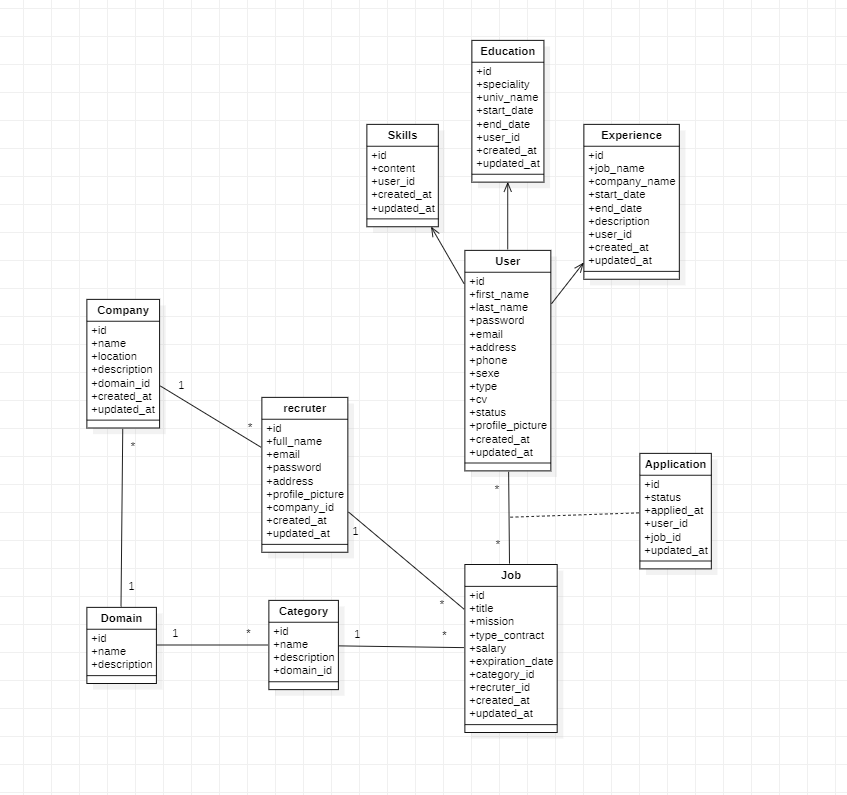 Education
+id
+speciality
+univ_name
+start_date
+end_date
+user_id
+created_at
+updated_at
Skills
+id
+content
+user_id
+created_at
+updated_at
Experience
+id
+job_name
+company_name
+start_date
+end_date
+description
+user_id
+created_at
+updated_at
User
+id
+first_name
+last_name
+password
+email
+address
+phone
+sexe
+type
+cv
+status
+profile_picture
+created_at
+updated_at
Company
+id
+name
+location
+description
+domain_id
+created_at
+updated_at
1
*
recruter
+id
+full_name
+email
+password
+address
+profile_picture
+company_id
+created_at
+updated_at
*
1
Application
+id
+status
+applied_at
+user_id
+job_id
+updated_at
*
*
1
*
Domain
+id
+name
+description
1
*
Category
+id
+name
+description
+domain_id
1
*
Job
+id
+title
+mission
+type_contract
+salary
+expiration_date
+category_id
+recruter_id
+created_at
+updated_at